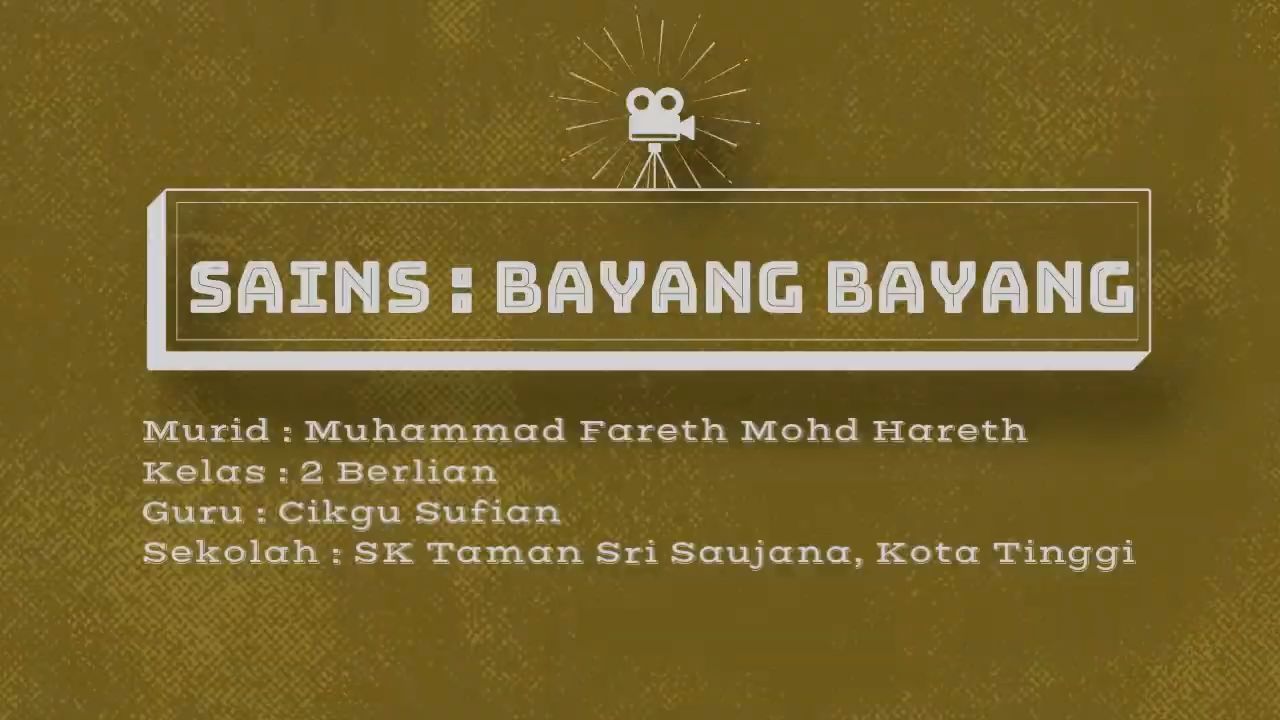 SAINS : BAYANG BAYANG
Murid : Muhammad Fareth Mohd Hareth
Kelas : 2 Berlian
Guru : Cikgu Sufian
Sekolah : SK Taman Sri Saujana, Kota Tinggi